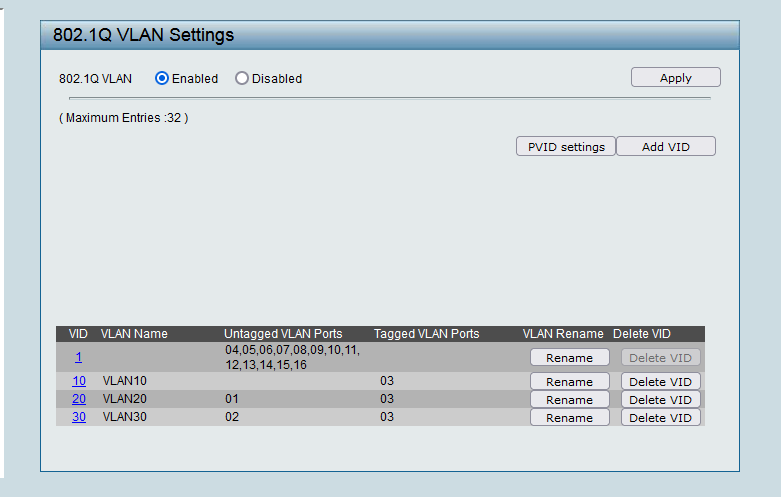 802.1Q VLAN Settings
802.1Q VLAN Enabled Disabled Apply
( Maximum Entries :32 )
PVID settings Add VID
VID VLAN Name Untagged VLAN Ports Tagged VLAN Ports VLAN Rename Delete VID
1 04,05,06,07,08,09,10,11, Rename Delete VID
12,13,14,15,16
10 VLAN10 03 Rename Delete VID
20 VLAN20 01 03 Rename Delete VID
30 VLAN30 02 03 Rename Delete VID